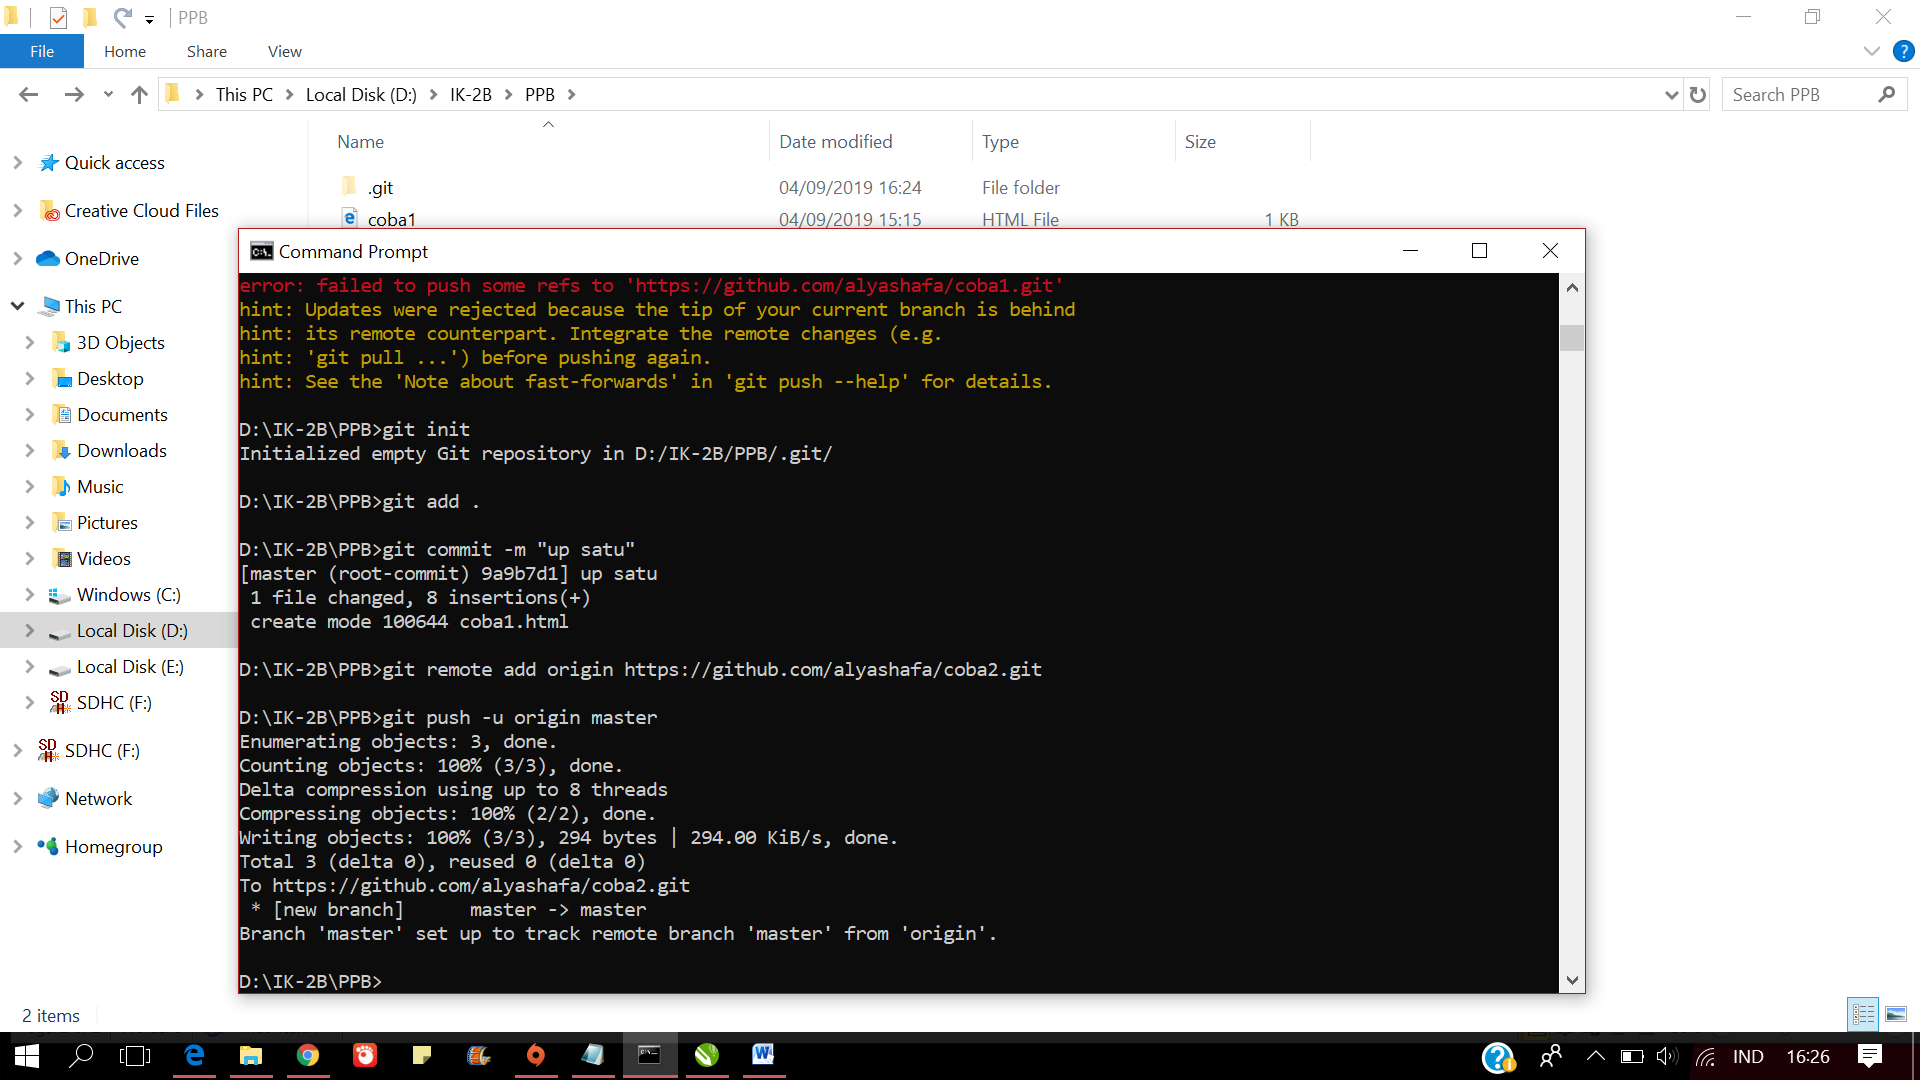 PPB
File Home Share View
This PC Local Disk (D:) IK-2B PPB
Search PPB
Name Date modified Type Size
.git 04/09/2019 16:24 File folder
coba1 04/09/2019 15:15 HTML File 1 KB
Quick access
Creative Cloud Files
OneDrive
This PC
3D Objects
Desktop
Documents
Downloads
Music
Pictures
Videos
Windows (C:)
Local Disk (D:)
Local Disk (E:)
SDHC (F:)
SDHC (F:)
Network
Homegroup
Command Prompt
error: failed to push some refs to 'https://github.com/alyashafa/coba1.git'
hint: Updates were rejected because the tip of your current branch is behind
hint: its remote counterpart. Integrate the remote changes (e.g.
hint: 'git pull ...') before pushing again.
hint: See the 'Note about fast-forwards' in 'git push --help' for details.
D:\IK-2B\PPB>git init
Initialized empty Git repository in D:/IK-2B/PPB/.git/
D:\IK-2B\PPB>git add .
D:\IK-2B\PPB>git commit -m "up satu"
[master (root-commit) 9a9b7d1] up satu
1 file changed, 8 insertions(+)
create mode 100644 coba1.html
D:\IK-2B\PPB>git remote add origin https://github.com/alyashafa/coba2.git
D:\IK-2B\PPB>git push -u origin master
Enumerating objects: 3, done.
Counting objects: 100% (3/3), done.
Delta compression using up to 8 threads
Compressing objects: 100% (2/2), done.
Writing objects: 100% (3/3), 294 bytes | 294.00 KiB/s, done.
Total 3 (delta 0), reused 0 (delta 0)
To https://github.com/alyashafa/coba2.git
* [new branch]      master -> master
Branch 'master' set up to track remote branch 'master' from 'origin'.
D:\IK-2B\PPB>
2 items
IND 16:26